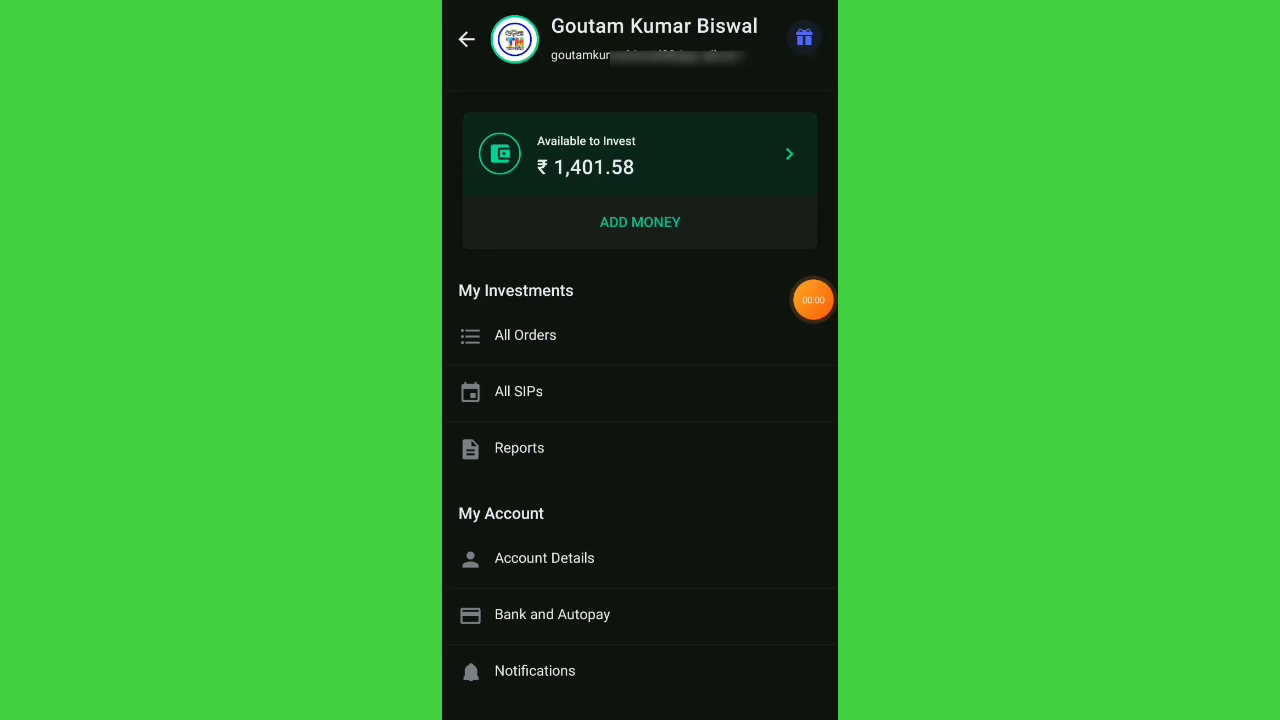 Goutam Kumar Biswal
Available to Invest
₹ 1,401.58
ADD MONEY
My Investments
00:00
All Orders
All SIPs
Reports
My Account
Account Details
Bank and Autopay
Notifications